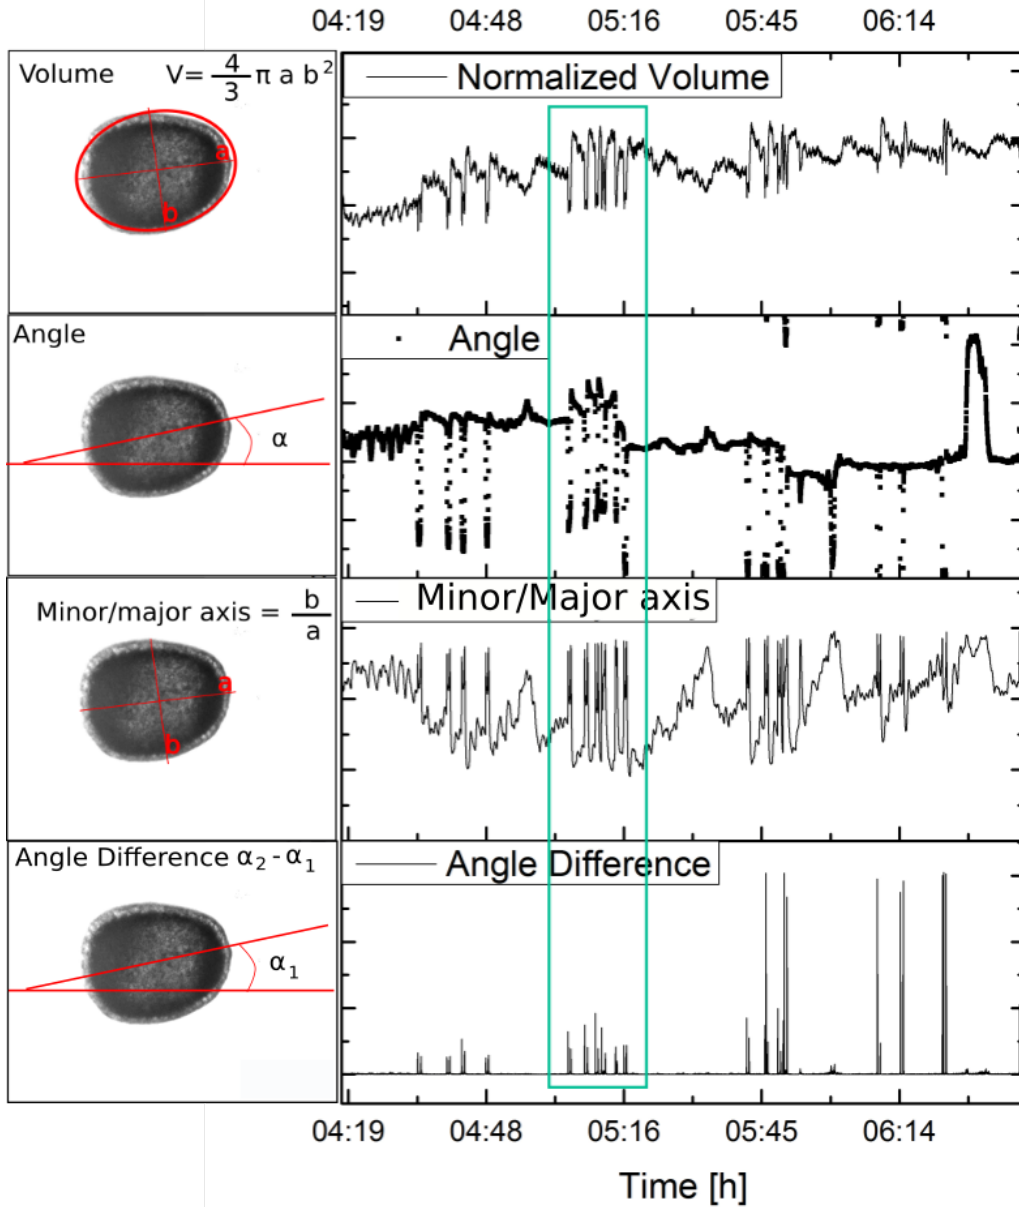 04:19 04:48 05:16 05:45 06:14
Volume V= 4/3 π a b²
a
b
Normalized Volume
Angle
α
Angle
Minor/major axis = b/a
a
b
Minor/Major axis
Angle Difference α₂ - α₁
α₁
Angle Difference
04:19 04:48 05:16 05:45 06:14
Time [h]